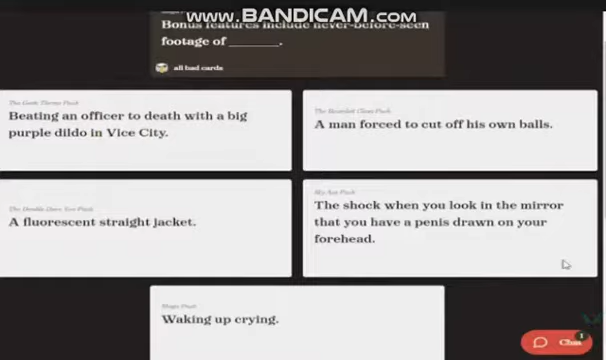 www.BANDICAM.com
Bonus features include never-before-seen
footage of ________.
all bad cards
Beating an officer to death with a big
purple dildo in Vice City.
A man forced to cut off his own balls.
A fluorescent straight jacket.
The shock when you look in the mirror
that you have a penis drawn on your
forehead.
Waking up crying.
Chat
1